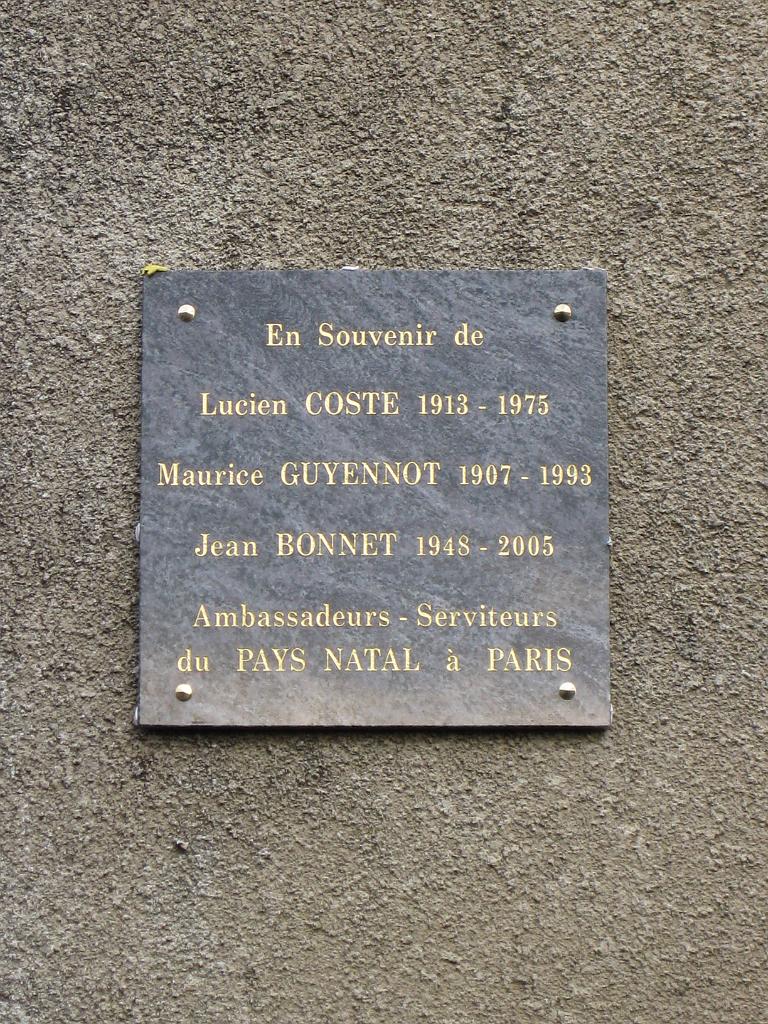 En Souvenir de
Lucien COSTE 1913 - 1975
Maurice GUYENNOT 1907 - 1993
Jean BONNET 1948 - 2005
Ambassadeurs - Serviteurs
du PAYS NATAL à PARIS